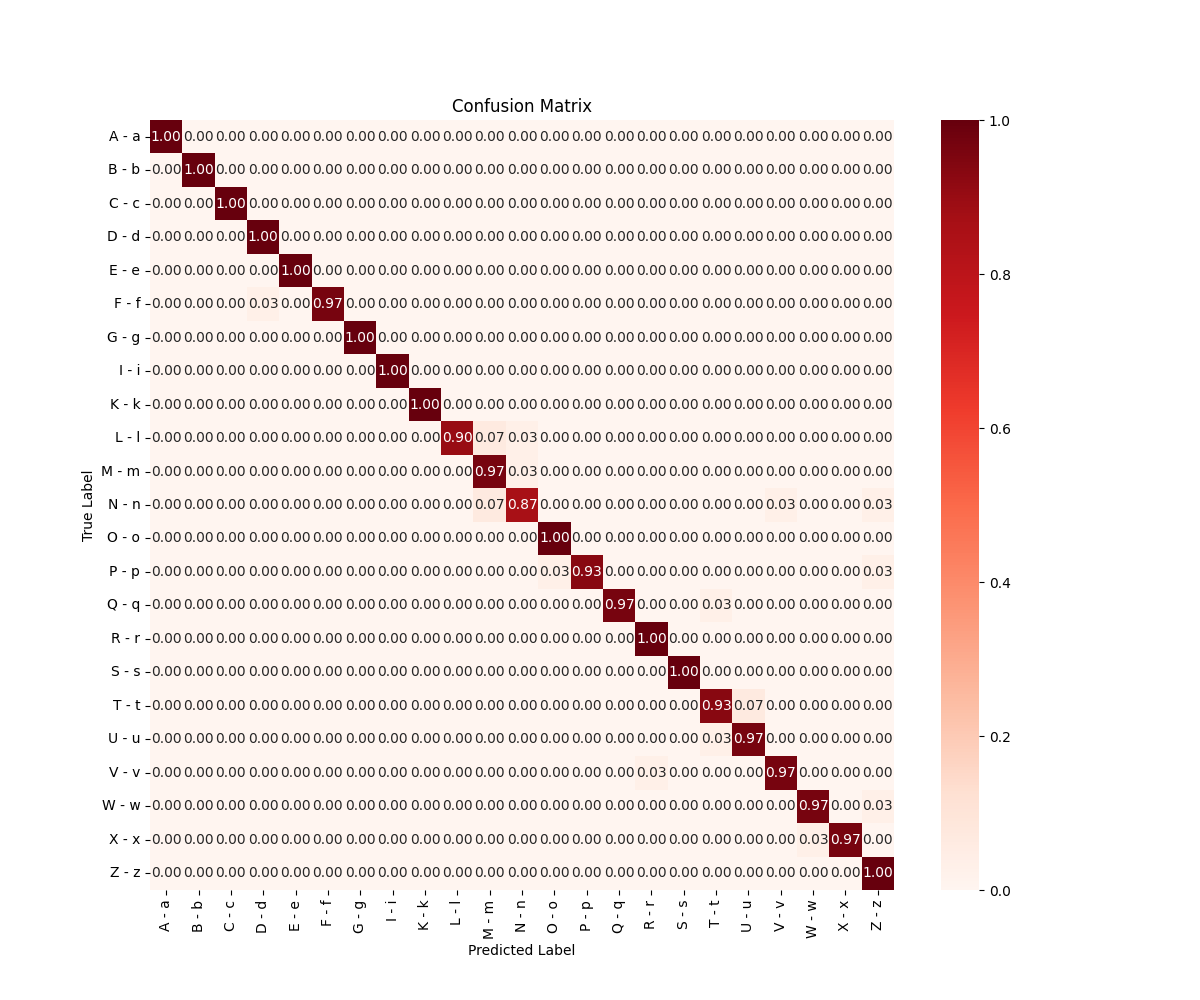 Confusion Matrix
A - a 1.00 0.00 0.00 0.00 0.00 0.00 0.00 0.00 0.00 0.00 0.00 0.00 0.00 0.00 0.00 0.00 0.00 0.00 0.00 0.00 0.00 0.00 0.00
B - b 0.00 1.00 0.00 0.00 0.00 0.00 0.00 0.00 0.00 0.00 0.00 0.00 0.00 0.00 0.00 0.00 0.00 0.00 0.00 0.00 0.00 0.00 0.00
C - c 0.00 0.00 1.00 0.00 0.00 0.00 0.00 0.00 0.00 0.00 0.00 0.00 0.00 0.00 0.00 0.00 0.00 0.00 0.00 0.00 0.00 0.00 0.00
D - d 0.00 0.00 0.00 1.00 0.00 0.00 0.00 0.00 0.00 0.00 0.00 0.00 0.00 0.00 0.00 0.00 0.00 0.00 0.00 0.00 0.00 0.00 0.00
E - e 0.00 0.00 0.00 0.00 1.00 0.00 0.00 0.00 0.00 0.00 0.00 0.00 0.00 0.00 0.00 0.00 0.00 0.00 0.00 0.00 0.00 0.00 0.00
F - f 0.00 0.00 0.00 0.03 0.00 0.97 0.00 0.00 0.00 0.00 0.00 0.00 0.00 0.00 0.00 0.00 0.00 0.00 0.00 0.00 0.00 0.00 0.00
G - g 0.00 0.00 0.00 0.00 0.00 0.00 1.00 0.00 0.00 0.00 0.00 0.00 0.00 0.00 0.00 0.00 0.00 0.00 0.00 0.00 0.00 0.00 0.00
I - i 0.00 0.00 0.00 0.00 0.00 0.00 0.00 1.00 0.00 0.00 0.00 0.00 0.00 0.00 0.00 0.00 0.00 0.00 0.00 0.00 0.00 0.00 0.00
K - k 0.00 0.00 0.00 0.00 0.00 0.00 0.00 0.00 1.00 0.00 0.00 0.00 0.00 0.00 0.00 0.00 0.00 0.00 0.00 0.00 0.00 0.00 0.00
L - l 0.00 0.00 0.00 0.00 0.00 0.00 0.00 0.00 0.00 0.90 0.07 0.03 0.00 0.00 0.00 0.00 0.00 0.00 0.00 0.00 0.00 0.00 0.00
M - m 0.00 0.00 0.00 0.00 0.00 0.00 0.00 0.00 0.00 0.00 0.97 0.03 0.00 0.00 0.00 0.00 0.00 0.00 0.00 0.00 0.00 0.00 0.00
N - n 0.00 0.00 0.00 0.00 0.00 0.00 0.00 0.00 0.00 0.00 0.07 0.87 0.00 0.00 0.00 0.00 0.00 0.00 0.00 0.03 0.00 0.00 0.03
O - o 0.00 0.00 0.00 0.00 0.00 0.00 0.00 0.00 0.00 0.00 0.00 0.00 1.00 0.00 0.00 0.00 0.00 0.00 0.00 0.00 0.00 0.00 0.00
P - p 0.00 0.00 0.00 0.00 0.00 0.00 0.00 0.00 0.00 0.00 0.00 0.00 0.03 0.93 0.00 0.00 0.00 0.00 0.00 0.00 0.00 0.00 0.03
Q - q 0.00 0.00 0.00 0.00 0.00 0.00 0.00 0.00 0.00 0.00 0.00 0.00 0.00 0.00 0.97 0.00 0.00 0.03 0.00 0.00 0.00 0.00 0.00
R - r 0.00 0.00 0.00 0.00 0.00 0.00 0.00 0.00 0.00 0.00 0.00 0.00 0.00 0.00 0.00 1.00 0.00 0.00 0.00 0.00 0.00 0.00 0.00
S - s 0.00 0.00 0.00 0.00 0.00 0.00 0.00 0.00 0.00 0.00 0.00 0.00 0.00 0.00 0.00 0.00 1.00 0.00 0.00 0.00 0.00 0.00 0.00
T - t 0.00 0.00 0.00 0.00 0.00 0.00 0.00 0.00 0.00 0.00 0.00 0.00 0.00 0.00 0.00 0.00 0.00 0.93 0.07 0.00 0.00 0.00 0.00
U - u 0.00 0.00 0.00 0.00 0.00 0.00 0.00 0.00 0.00 0.00 0.00 0.00 0.00 0.00 0.00 0.00 0.00 0.03 0.97 0.00 0.00 0.00 0.00
V - v 0.00 0.00 0.00 0.00 0.00 0.00 0.00 0.00 0.00 0.00 0.00 0.00 0.00 0.00 0.00 0.03 0.00 0.00 0.00 0.97 0.00 0.00 0.00
W - w 0.00 0.00 0.00 0.00 0.00 0.00 0.00 0.00 0.00 0.00 0.00 0.00 0.00 0.00 0.00 0.00 0.00 0.00 0.00 0.00 0.97 0.00 0.03
X - x 0.00 0.00 0.00 0.00 0.00 0.00 0.00 0.00 0.00 0.00 0.00 0.00 0.00 0.00 0.00 0.00 0.00 0.00 0.00 0.00 0.03 0.97 0.00
Z - z 0.00 0.00 0.00 0.00 0.00 0.00 0.00 0.00 0.00 0.00 0.00 0.00 0.00 0.00 0.00 0.00 0.00 0.00 0.00 0.00 0.00 0.00 1.00
A - a B - b C - c D - d E - e F - f G - g I - i K - k L - l M - m N - n O - o P - p Q - q R - r S - s T - t U - u V - v W - w X - x Z - z
Predicted Label
True Label
1.0
0.8
0.6
0.4
0.2
0.0